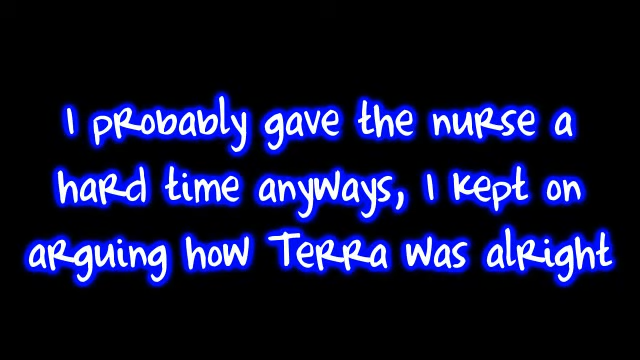 I probably gave the nurse a
hard time anyways, I kept on
arguing how Terra was alright